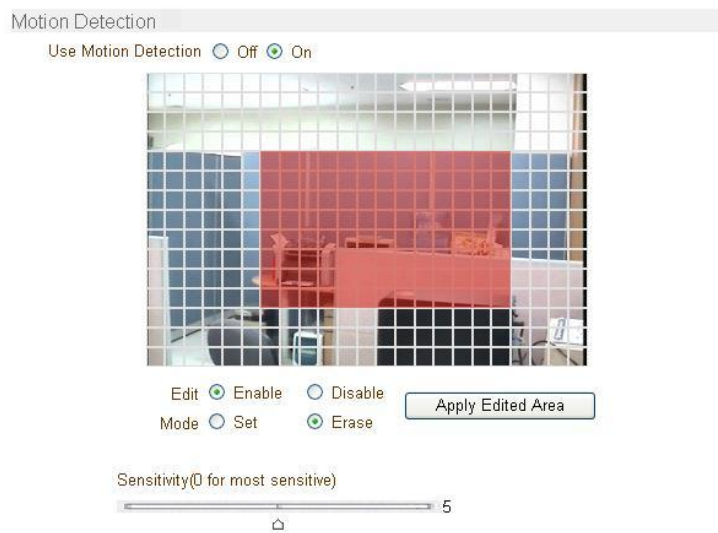 Motion Detection
Use Motion Detection Off On
Edit Enable Disable
Apply Edited Area
Mode Set Erase
Sensitivity(0 for most sensitive)
5